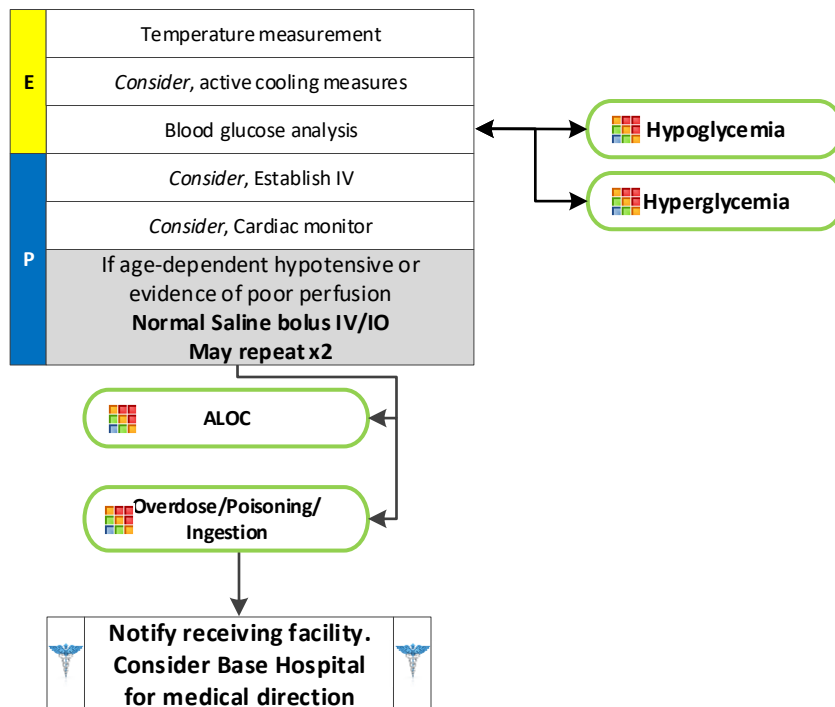 E
Temperature measurement
Consider, active cooling measures
Blood glucose analysis
Hypoglycemia
Hyperglycemia
P
Consider, Establish IV
Consider, Cardiac monitor
If age-dependent hypotensive or
evidence of poor perfusion
Normal Saline bolus IV/IO
May repeat x2
ALOC
Overdose/Poisoning/
Ingestion
Notify receiving facility.
Consider Base Hospital
for medical direction